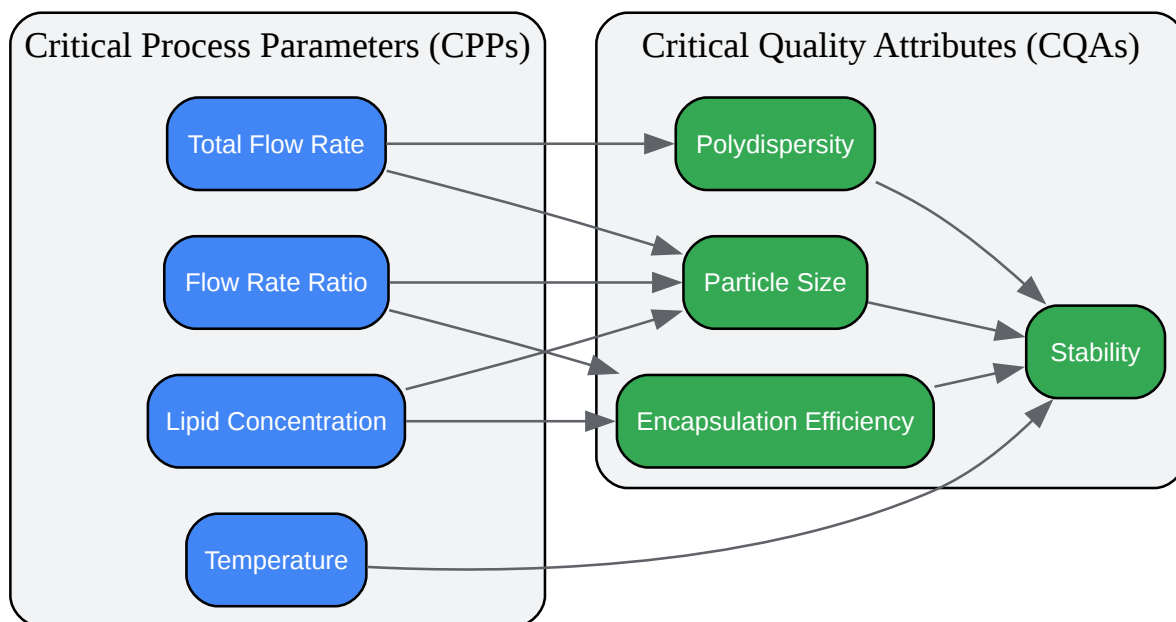 Critical Process Parameters (CPPs)
Critical Quality Attributes (CQAs)
Total Flow Rate
Polydispersity
Flow Rate Ratio
Particle Size
Stability
Lipid Concentration
Encapsulation Efficiency
Temperature